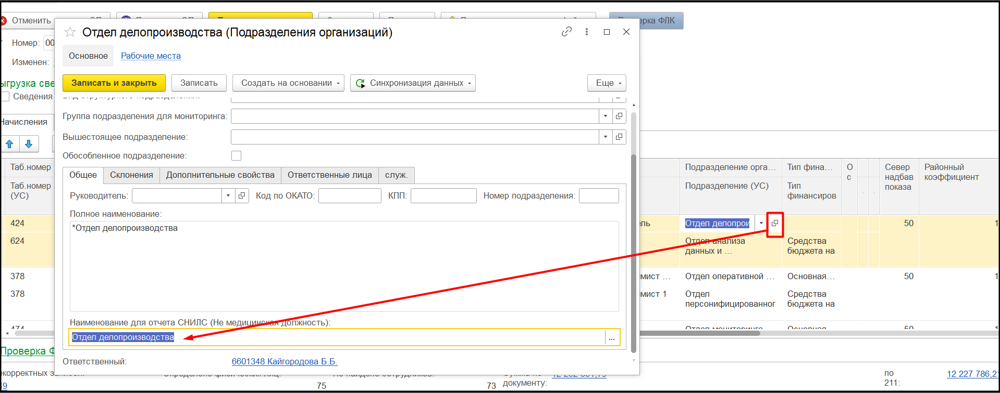 Отменить
Проверка ФЛК
Отдел делопроизводства (Подразделения организаций)
Номер: 00
Основное Рабочие места
Изменен:
Записать и закрыть Записать Создать на основании Синхронизация данных Еще
Сведения
Группа подразделения для мониторинга:
Начисления
Вышестоящее подразделение:
Обособленное подразделение:
Таб.номер
Подразделение орга... Тип фина... О с Север надбав показа Районный коэффициент
Общее Склонения Дополнительные свойства Ответственные лица служ.
Таб.номер (УС)
Подразделение (УС) Тип финансиров
Руководитель: Код по ОКАТО: КПП: Номер подразделения:
Полное наименование:
*Отдел делопроизводства
424
ель Отдел делопрои 50 1
624
Отдел анализа данных и ... Средства бюджета на
378
мист ... Отдел оперативной ... Основная... 50 1
378
мист 1 Отдел персонифицированног Средства бюджета на
Наименование для отчета СНИЛС (Не медицинская должность):
474
Отдел мониторинга Основная 50 1
Отдел делопроизводства ...
Проверка Ф
Ответственный: 6601348 Кайгородова Б.Б.
75 73 документу:
по 211: 12 227 786,21
49